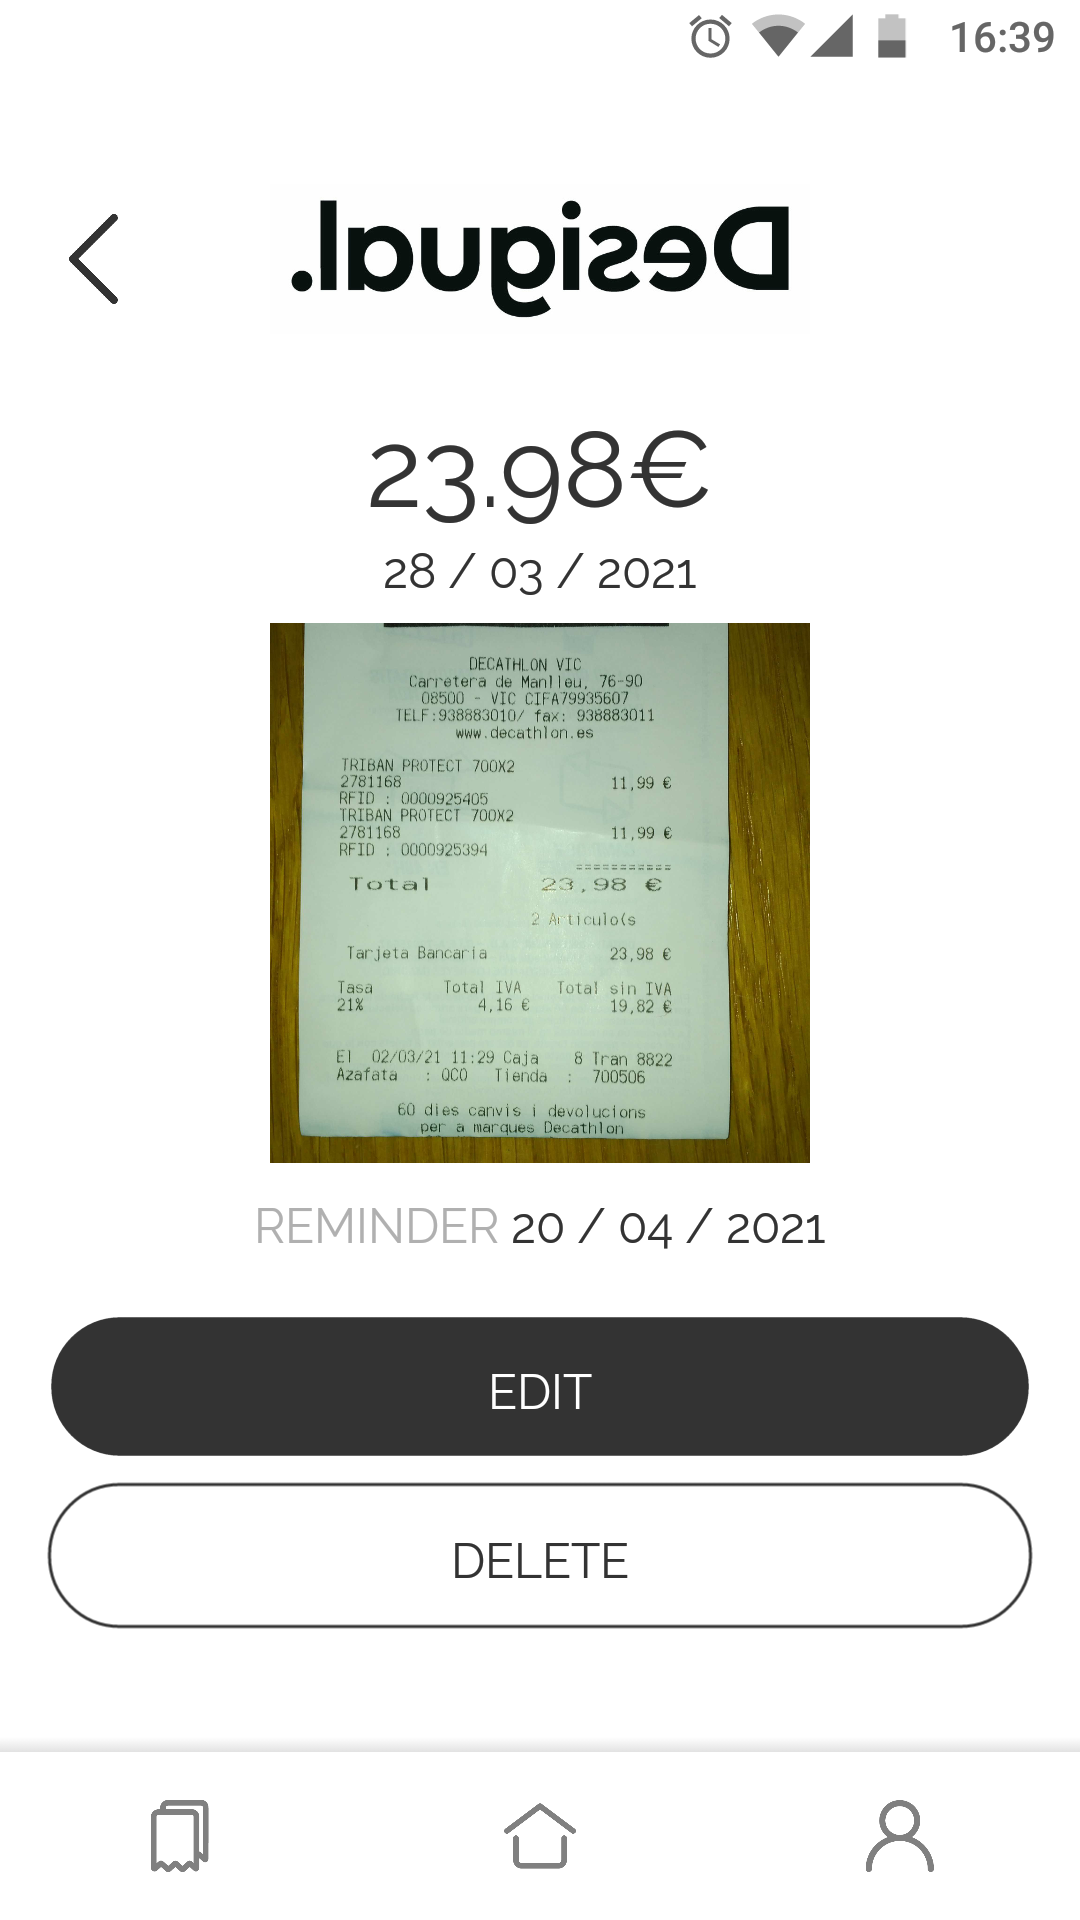 16:39
Desigual.
23.98€
28 / 03 / 2021
DECATHLON VIC
Carretera de Manlleu, 76-90
08500 - VIC CIFA79935607
TELF:938883010/ fax: 938883011
www.decathlon.es
TRIBAN PROTECT 700X2
2781168 11,99 €
RFID : 0000925405
TRIBAN PROTECT 700X2
2781168 11,99 €
RFID : 0000925394
===========
Total 23,98 €
2 Articulo(s
Tarjeta Bancaria 23,98 €
Tasa Total IVA Total sin IVA
21% 4,16 € 19,82 €
El 02/03/21 11:29 Caja 8 Tran 8822
Azafata : QCO Tienda : 700506
60 dies canvis i devolucions
per a marques Decathlon
REMINDER 20 / 04 / 2021
EDIT
DELETE